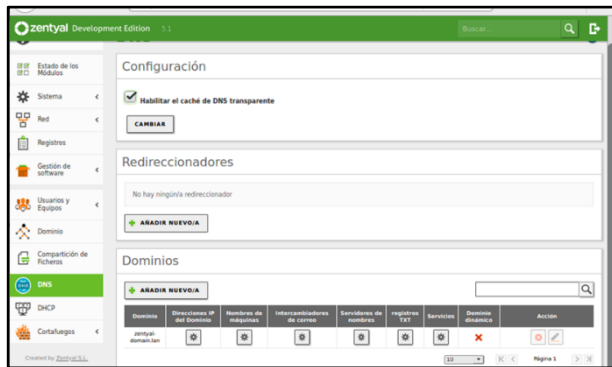 zentyal Development Edition 5.1
Buscar...
Estado de los
Módulos
Sistema
Red
Registros
Gestión de
software
Usuarios y
Equipos
Dominio
Compartición de
Ficheros
DNS
DHCP
Cortafuegos
Created by Zentyal S.L.
Configuración
Habilitar el caché de DNS transparente
CAMBIAR
Redireccionadores
No hay ningún/a redireccionador
AÑADIR NUEVO/A
Dominios
AÑADIR NUEVO/A
Dominio Direcciones IP del Dominio Nombres de máquinas Intercambiadores de correo Servidores de nombres registros TXT Servicios Dominio dinámico Acción
zentyal-domain.lan
10 Página 1